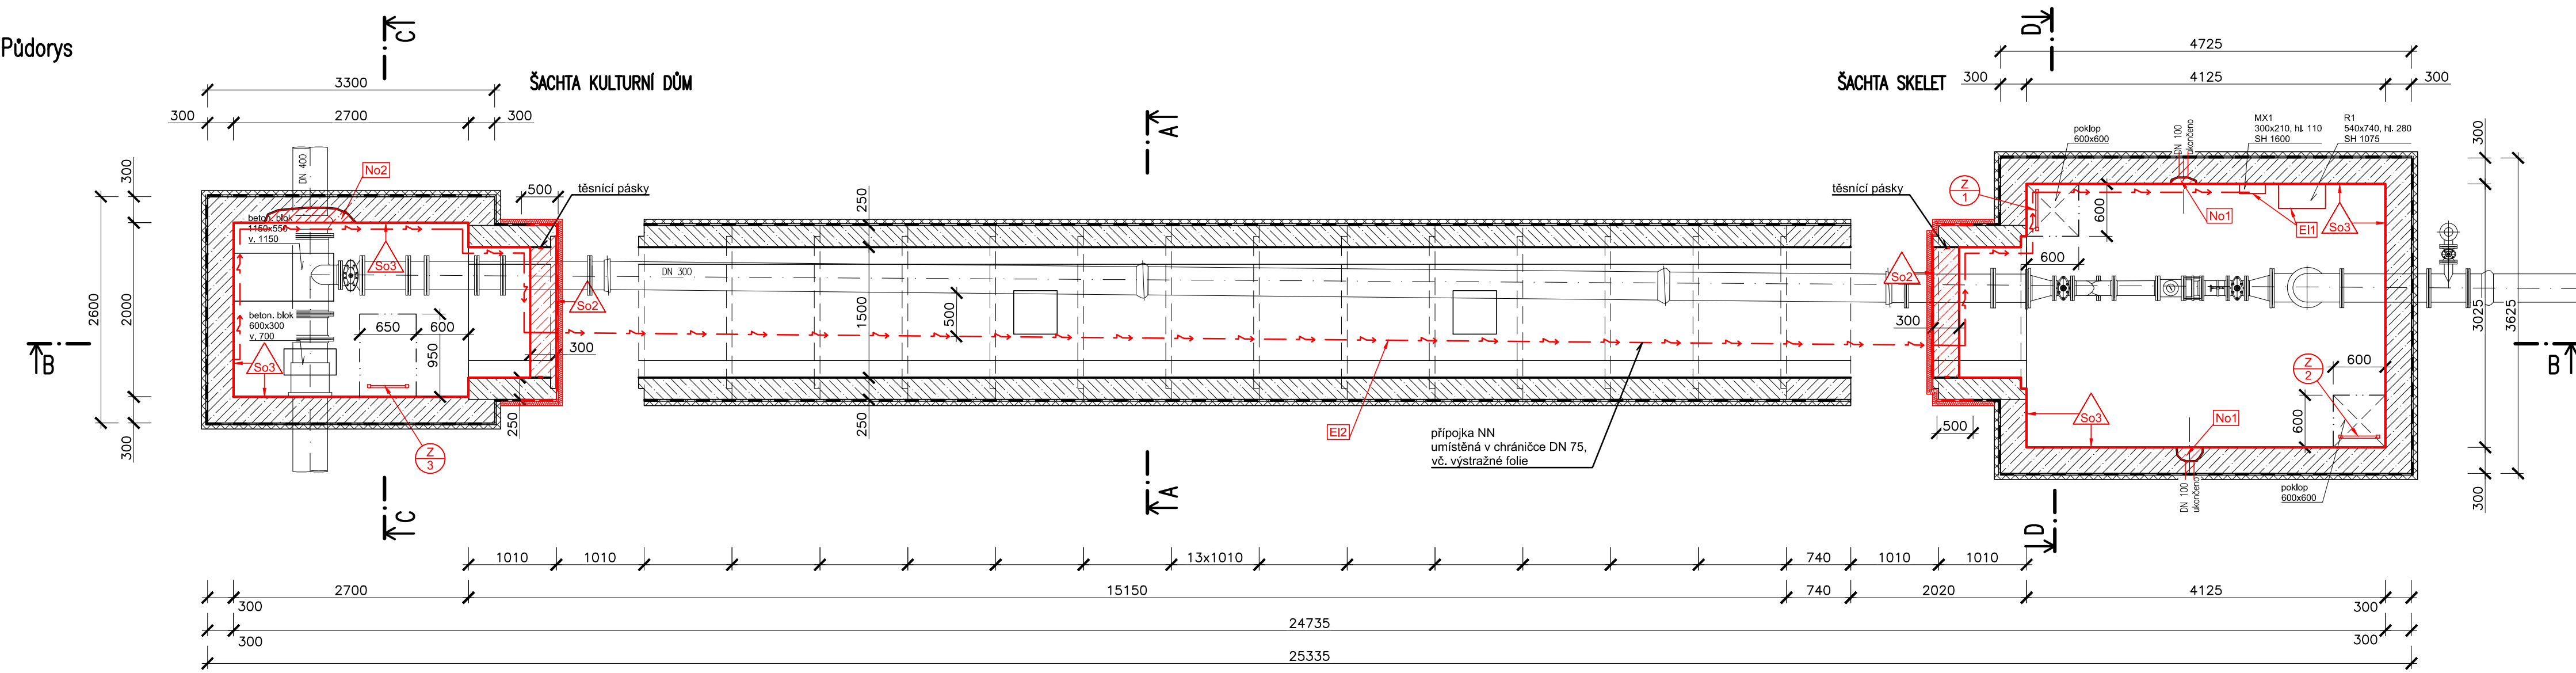 Půdorys
C
D
4725
ŠACHTA KULTURNÍ DŮM
ŠACHTA SKELET
3300
300
4125
300
300
2700
300
A
poklop
600x600
DN 100
ukončeno
MX1
300x210, hl. 110
SH 1600
R1
540x740, hl. 280
SH 1075
300
300
DN 400
No2
500
těsnící pásky
250
těsnící pásky
Z
1
600
No1
El1
So3
beton. blok
1150x550
v. 1150
So3
DN 300
600
So2
So2
2600
2000
1500
500
3025
3625
beton. blok
600x300
v. 700
650
600
950
300
300
B
B
So3
Z
2
600
600
So3
No1
300
250
250
500
El2
přípojka NN
umístěná v chráničce DN 75,
vč. výstražné folie
Z
3
DN 100
ukončeno
poklop
600x600
300
C
A
D
1010
1010
13x1010
740
1010
1010
300
2700
15150
740
2020
4125
300
300
24735
300
25335